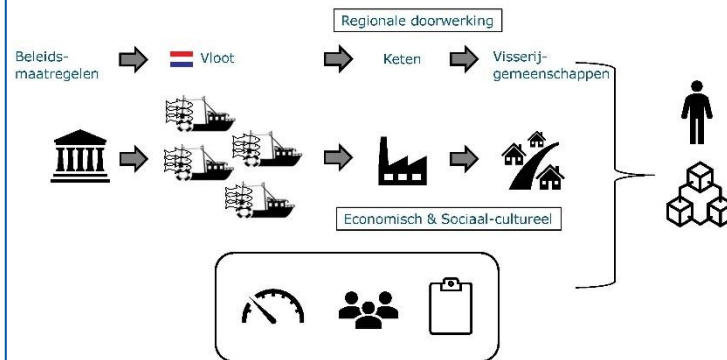 Regionale doorwerking
Beleids-
maatregelen
Vloot
Keten
Visserij-
gemeenschappen
Economisch & Sociaal-cultureel